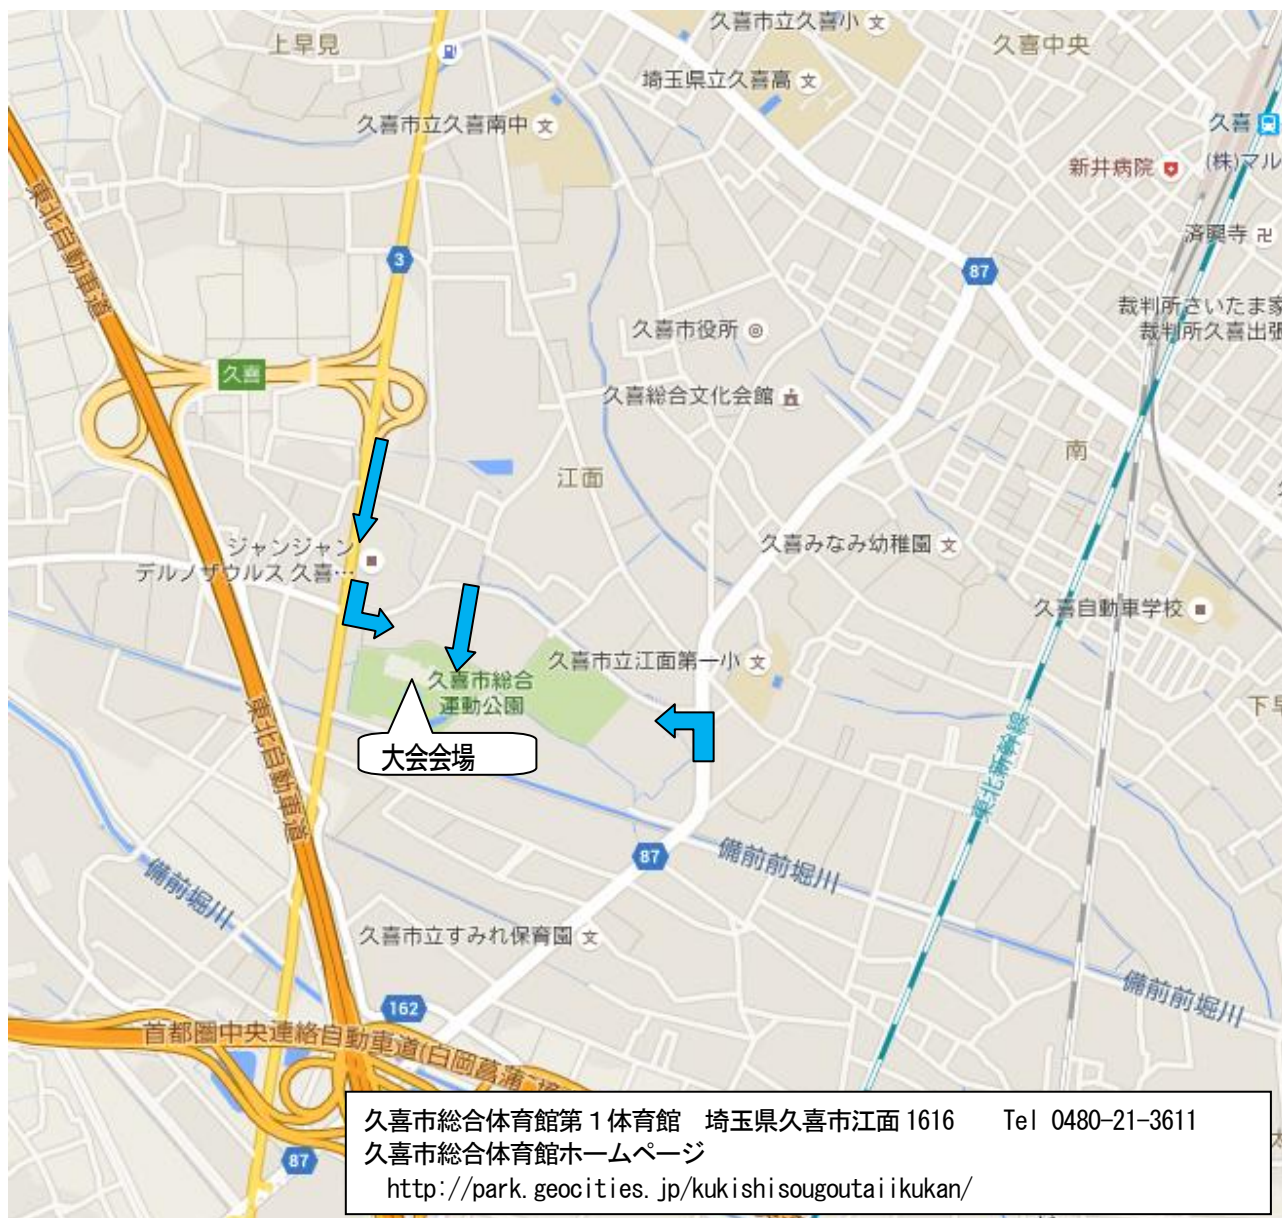 久喜市立久喜小
上早見
久喜中央
埼玉県立久喜高
久喜市立久喜南中
久喜
新井病院
(株)マル
東北自動車道
済興寺
3
87
裁判所さいたま家
裁判所久喜出張
久喜市役所
久喜
久喜総合文化会館
南
江面
ジャンジャン
デルノザウルス 久喜…
久喜みなみ幼稚園
久喜自動車学校
久喜市立江面第一小
久喜市総合
運動公園
下早
東北自動車道
大会会場
東北新幹線
87
備前前堀川
備前前堀川
久喜市立すみれ保育園
備前前堀川
162
首都圏中央連絡自動車道(白岡菖蒲
87
久喜市総合体育館第1体育館 埼玉県久喜市江面1616 Tel 0480-21-3611
久喜市総合体育館ホームページ
http://park.geocities.jp/kukishisougoutaiikukan/